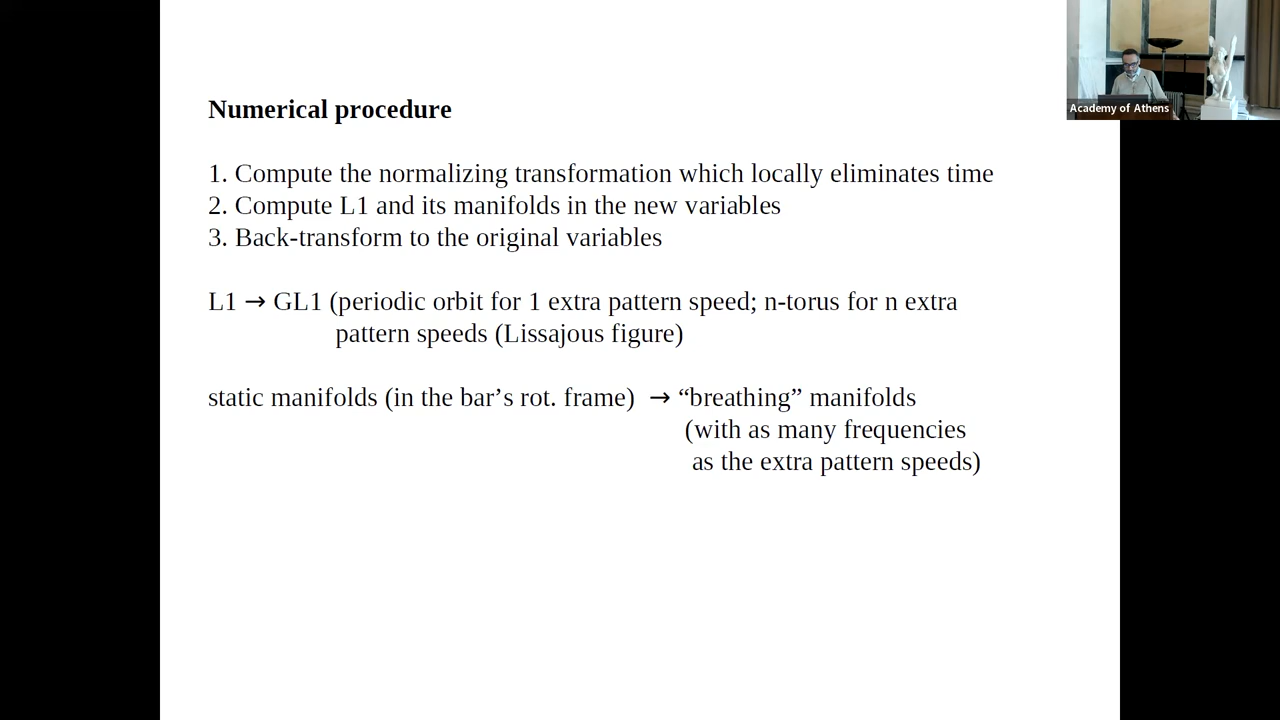 Academy of Athens
Numerical procedure
1. Compute the normalizing transformation which locally eliminates time
2. Compute L1 and its manifolds in the new variables
3. Back-transform to the original variables
L1 → GL1 (periodic orbit for 1 extra pattern speed; n-torus for n extra
pattern speeds (Lissajous figure)
static manifolds (in the bar’s rot. frame) → “breathing” manifolds
(with as many frequencies
as the extra pattern speeds)